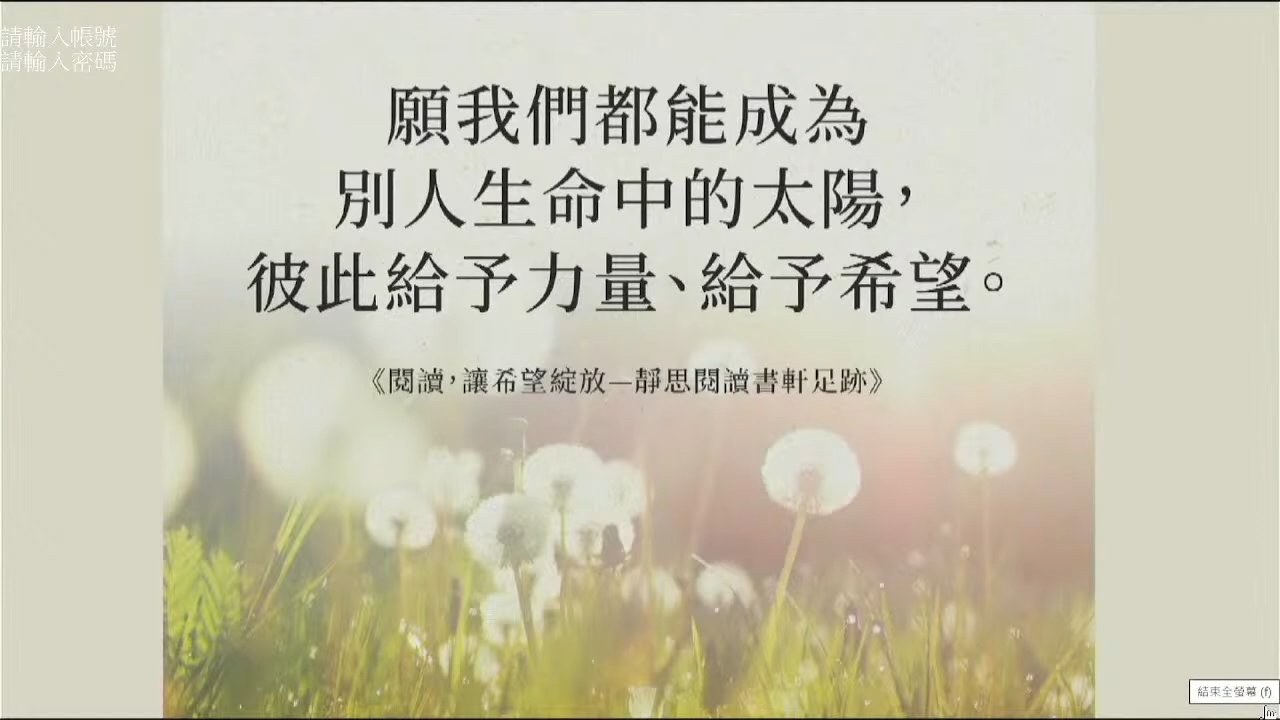 請輸入帳號
請輸入密碼
願我們都能成為
別人生命中的太陽，
彼此給予力量、給予希望。
《閱讀，讓希望綻放—靜思閱讀書軒足跡》
結束全螢幕 (f)